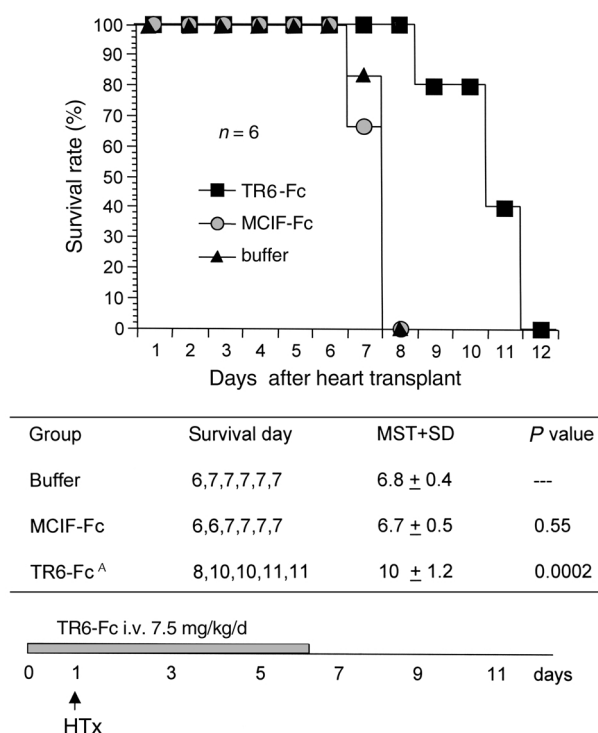 100
90
80
70
60
50
40
30
20
10
0
Survival rate (%)
n = 6
TR6-Fc
MCIF-Fc
buffer
1 2 3 4 5 6 7 8 9 10 11 12
Days after heart transplant
Group Survival day MST+SD P value
Buffer 6,7,7,7,7,7 6.8 ± 0.4 ---
MCIF-Fc 6,6,7,7,7,7 6.7 ± 0.5 0.55
TR6-Fc A 8,10,10,11,11 10 ± 1.2 0.0002
TR6-Fc i.v. 7.5 mg/kg/d
0 1 3 5 7 9 11 days
HTx